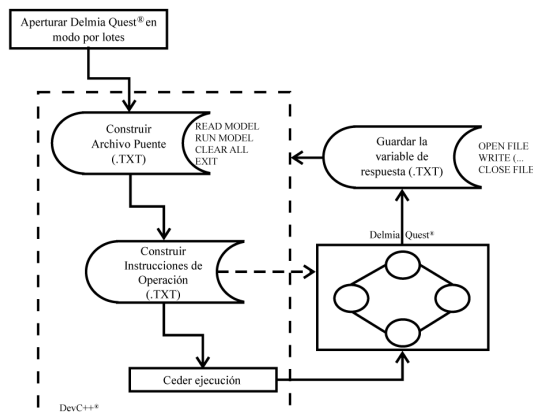 Aperturar Delmia Quest® en
modo por lotes
Construir
Archivo Puente
(.TXT)
READ MODEL
RUN MODEL
CLEAR ALL
EXIT
Guardar la
variable de
respuesta (.TXT)
OPEN FILE
WRITE (...
CLOSE FILE
Construir
Instrucciones de
Operación
(.TXT)
Delmia Quest®
Ceder ejecución
DevC++®